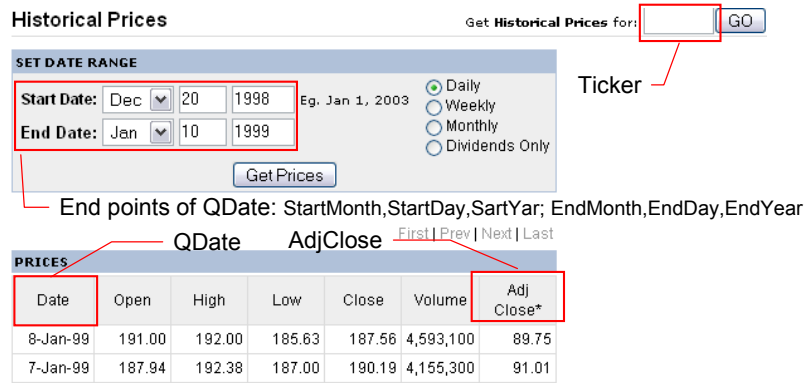 Historical Prices
Get Historical Prices for: GO
SET DATE RANGE
Start Date: Dec 20 1998 Eg. Jan 1, 2003
End Date: Jan 10 1999
Daily
Weekly
Monthly
Dividends Only
Ticker
Get Prices
End points of QDate: StartMonth,StartDay,SartYar; EndMonth,EndDay,EndYear
First | Prev | Next | Last
QDate AdjClose
PRICES
Date Open High Low Close Volume Adj Close*
8-Jan-99 191.00 192.00 185.63 187.56 4,593,100 89.75
7-Jan-99 187.94 192.38 187.00 190.19 4,155,300 91.01